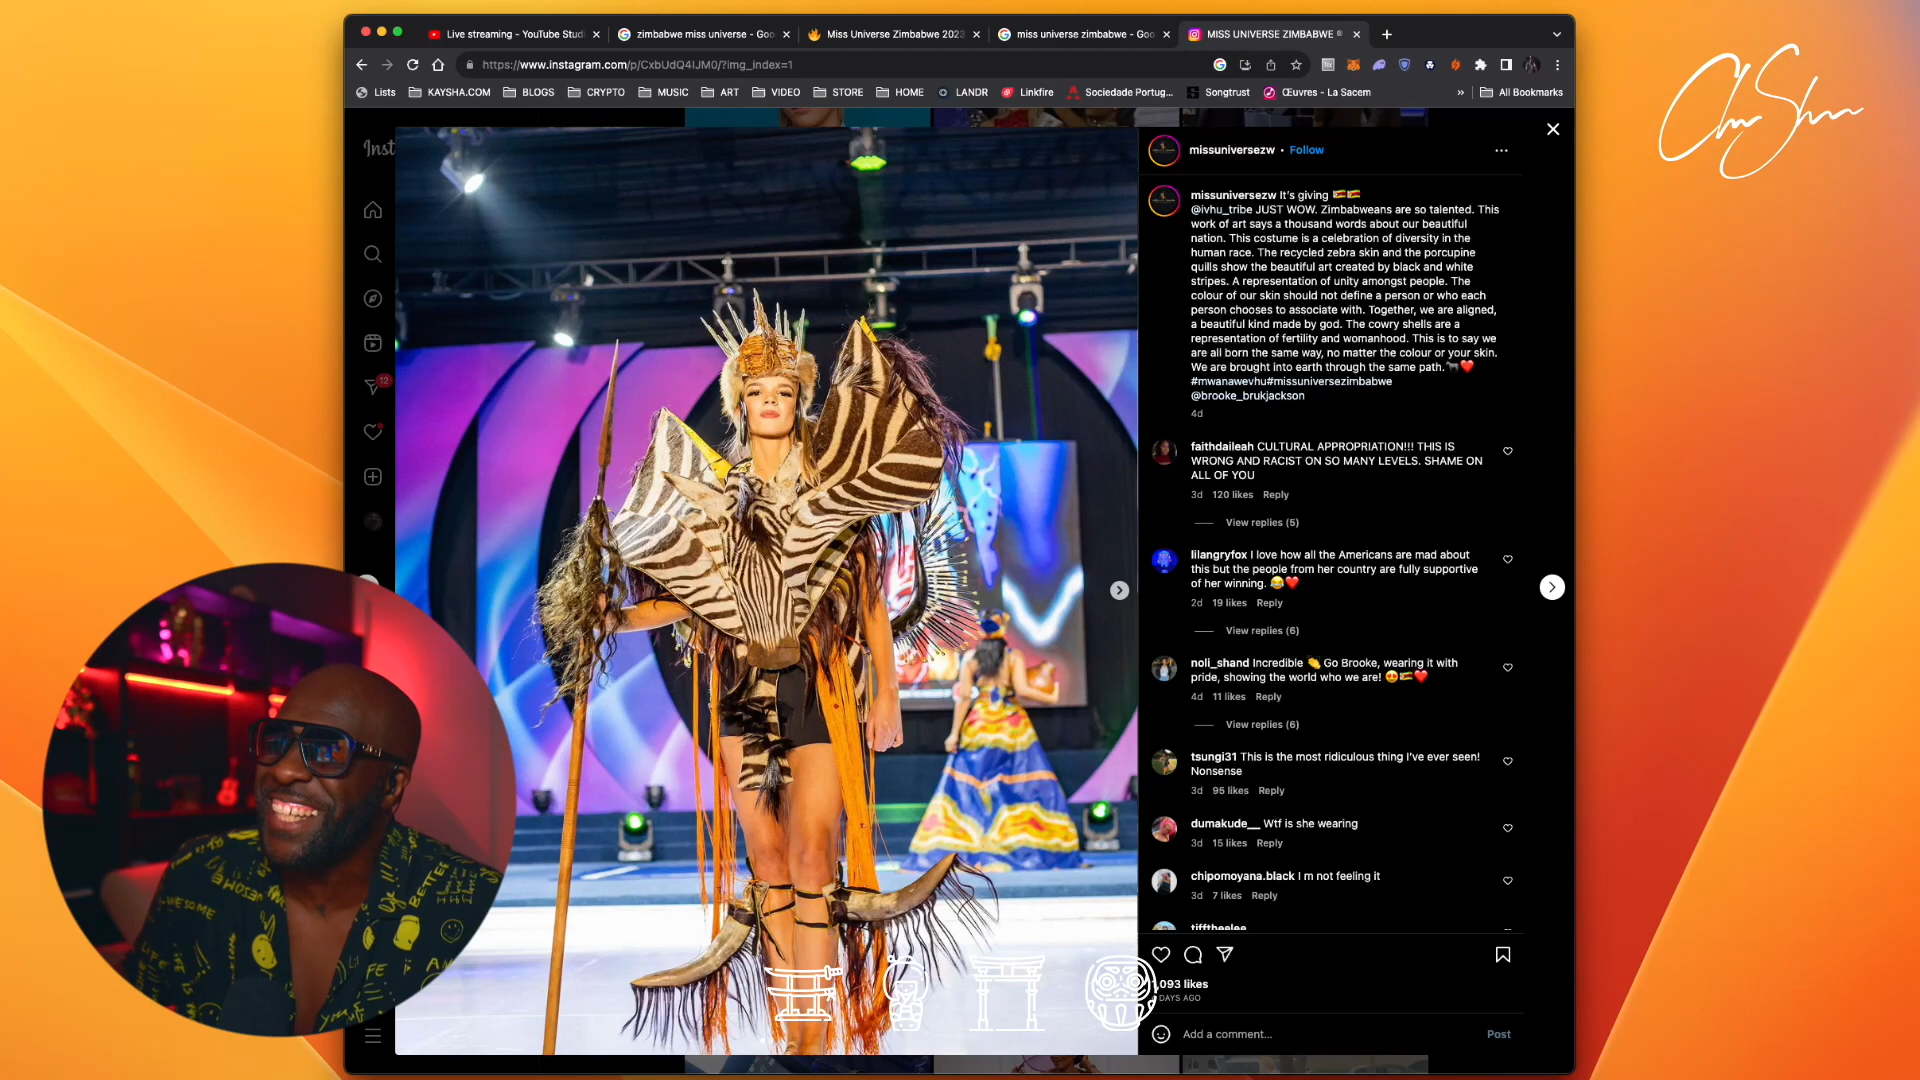 Live streaming - YouTube Studi
zimbabwe miss universe - Goo
Miss Universe Zimbabwe 2023
miss universe zimbabwe - Goo
MISS UNIVERSE ZIMBABWE
https://www.instagram.com/p/CxbUdQ4IJM0/?img_index=1
Lists
KAYSHA.COM
BLOGS
CRYPTO
MUSIC
ART
VIDEO
STORE
HOME
LANDR
Linkfire
Sociedade Portug...
Songtrust
Œuvres - La Sacem
»
All Bookmarks
Inst
12
missuniversezw • Follow
missuniversezw It's giving 🇿🇼🇿🇼
@ivhu_tribe JUST WOW. Zimbabweans are so talented. This
work of art says a thousand words about our beautiful
nation. This costume is a celebration of diversity in the
human race. The recycled zebra skin and the porcupine
quills show the beautiful art created by black and white
stripes. A representation of unity amongst people. The
colour of our skin should not define a person or who each
person chooses to associate with. Together, we are aligned,
a beautiful kind made by god. The cowry shells are a
representation of fertility and womanhood. This is to say we
are all born the same way, no matter the colour or your skin.
We are brought into earth through the same path.🐄❤️
#mwanawevhu#missuniversezimbabwe
@brooke_brukjackson
4d
faithdaileah CULTURAL APPROPRIATION!!! THIS IS
WRONG AND RACIST ON SO MANY LEVELS. SHAME ON
ALL OF YOU
3d 120 likes Reply
View replies (5)
lilangryfox I love how all the Americans are mad about
this but the people from her country are fully supportive
of her winning. 😂❤️
2d 19 likes Reply
View replies (6)
noli_shand Incredible 👏 Go Brooke, wearing it with
pride, showing the world who we are! 😍🇿🇼❤️
4d 11 likes Reply
View replies (6)
tsungi31 This is the most ridiculous thing I've ever seen!
Nonsense
3d 96 likes Reply
dumakude__ Wtf is she wearing
3d 15 likes Reply
chipomoyana.black I m not feeling it
3d 7 likes Reply
tifftheelee
,093 likes
DAYS AGO
Add a comment...
Post
AWESOME
BETTER